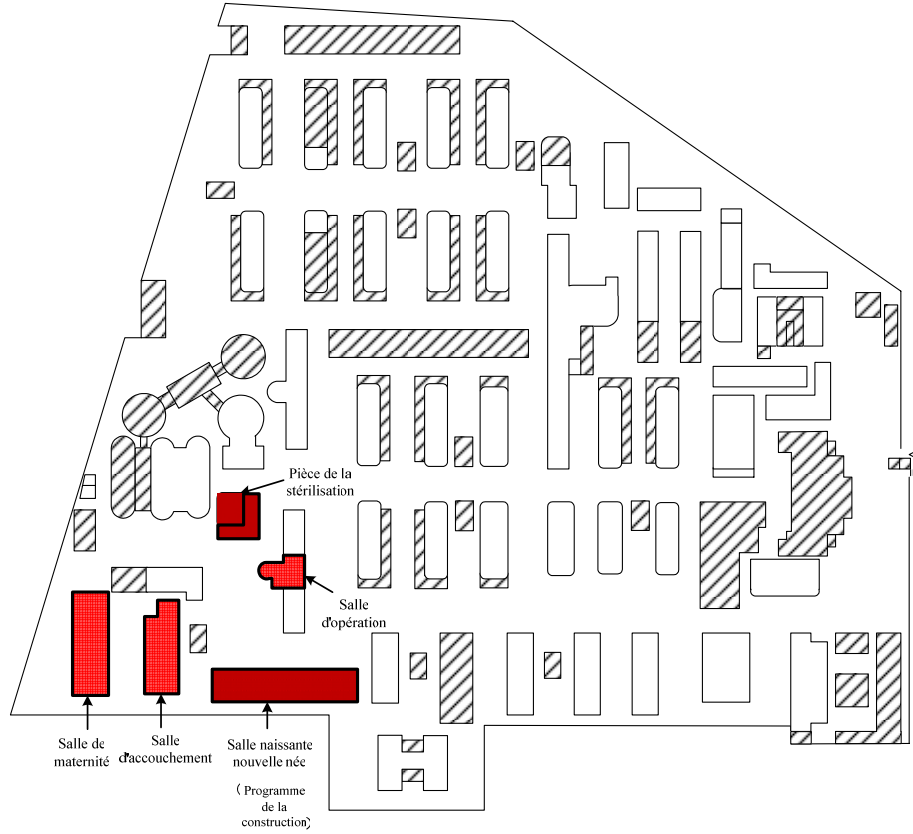 Pièce de la
stérilisation
Salle
d'opération
Salle de
maternité
Salle
d'accouchement
Salle naissante
nouvelle née
(Programme
de la
construction)